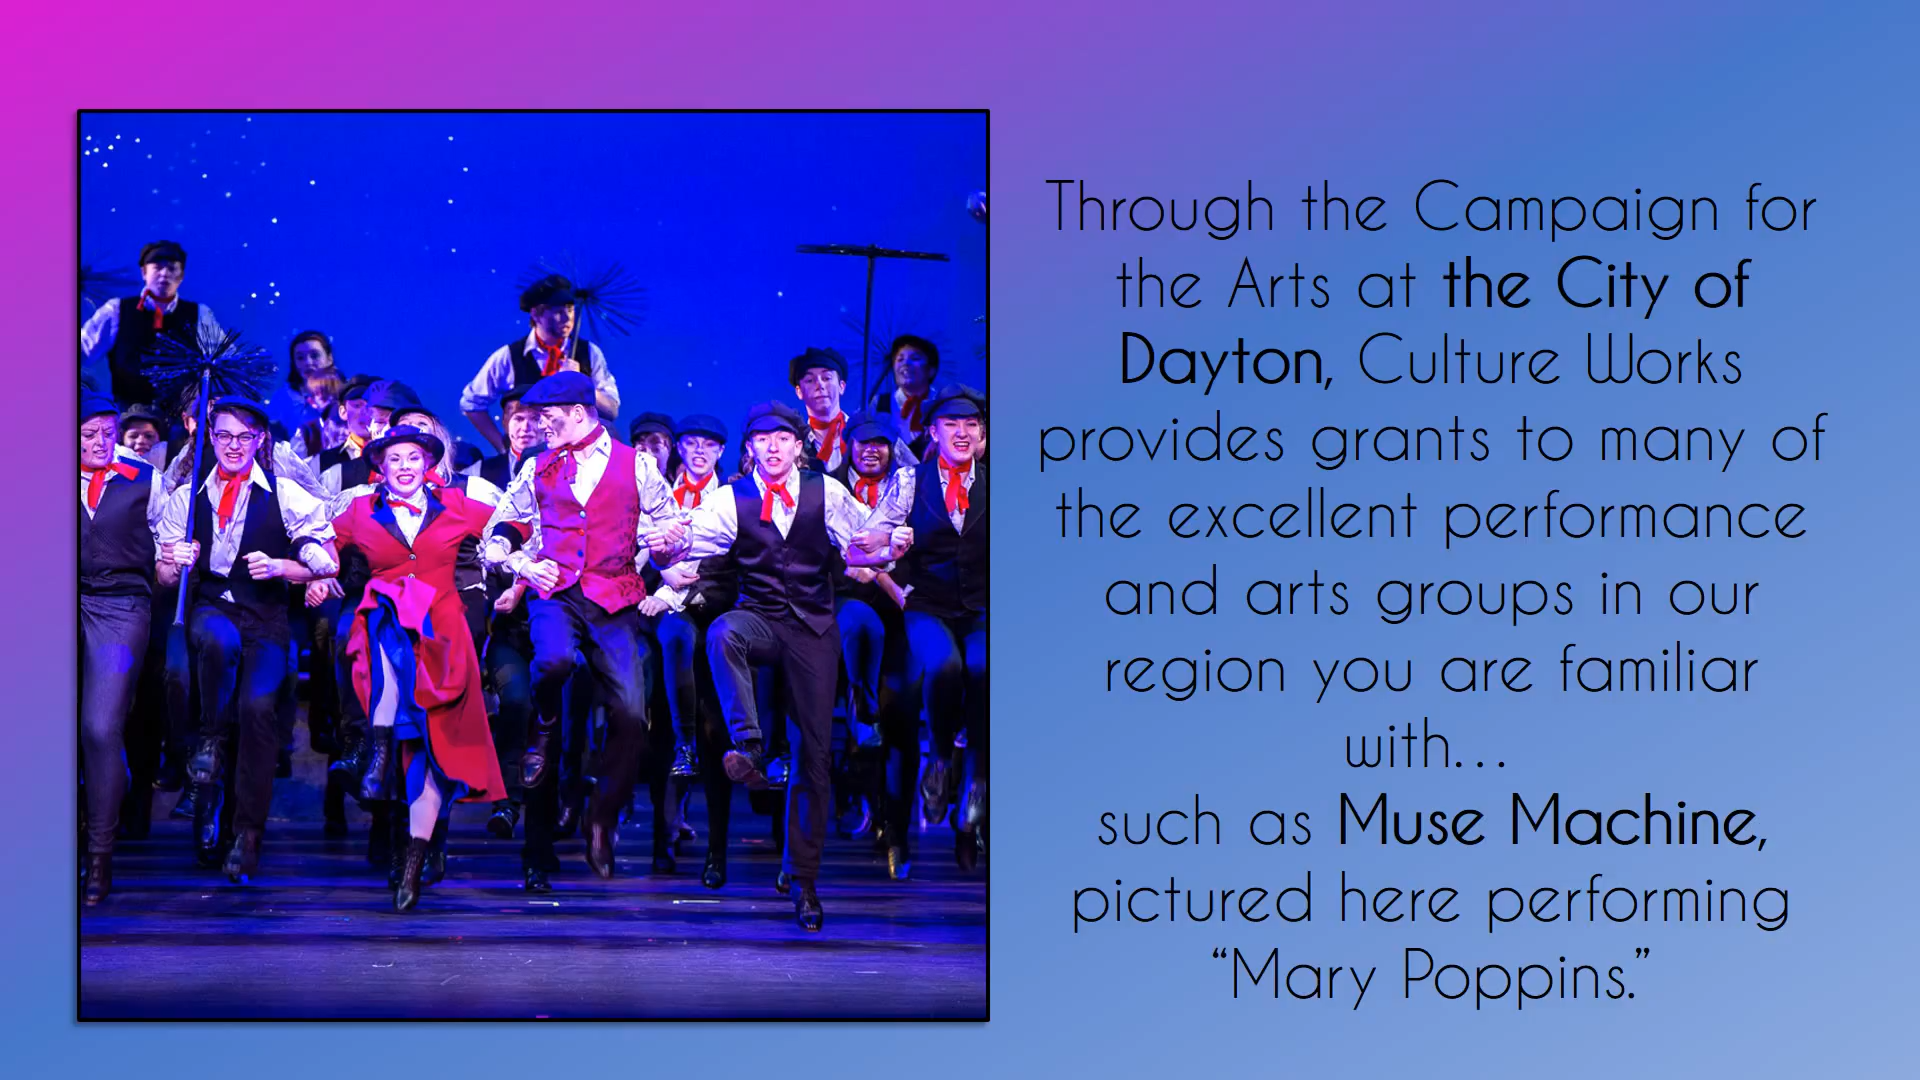 Through the Campaign for
the Arts at the City of
Dayton, Culture Works
provides grants to many of
the excellent performance
and arts groups in our
region you are familiar
with...
such as Muse Machine,
pictured here performing
“Mary Poppins.”